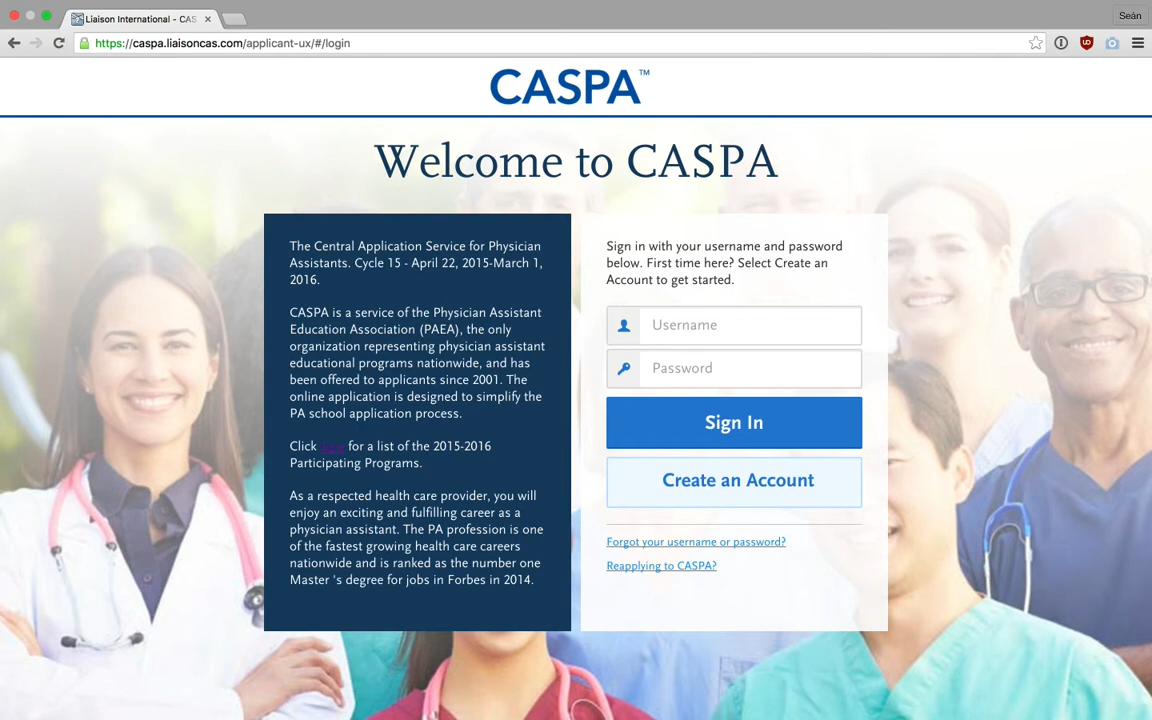 Liaison International - CAS
Seán
https://caspa.liaisoncas.com/applicant-ux/#/login
CASPA™
Welcome to CASPA
The Central Application Service for Physician
Assistants. Cycle 15 - April 22, 2015-March 1,
2016.
CASPA is a service of the Physician Assistant
Education Association (PAEA), the only
organization representing physician assistant
educational programs nationwide, and has
been offered to applicants since 2001. The
online application is designed to simplify the
PA school application process.
Click here for a list of the 2015-2016
Participating Programs.
As a respected health care provider, you will
enjoy an exciting and fulfilling career as a
physician assistant. The PA profession is one
of the fastest growing health care careers
nationwide and is ranked as the number one
Master 's degree for jobs in Forbes in 2014.
Sign in with your username and password
below. First time here? Select Create an
Account to get started.
Username
Password
Sign In
Create an Account
Forgot your username or password?
Reapplying to CASPA?